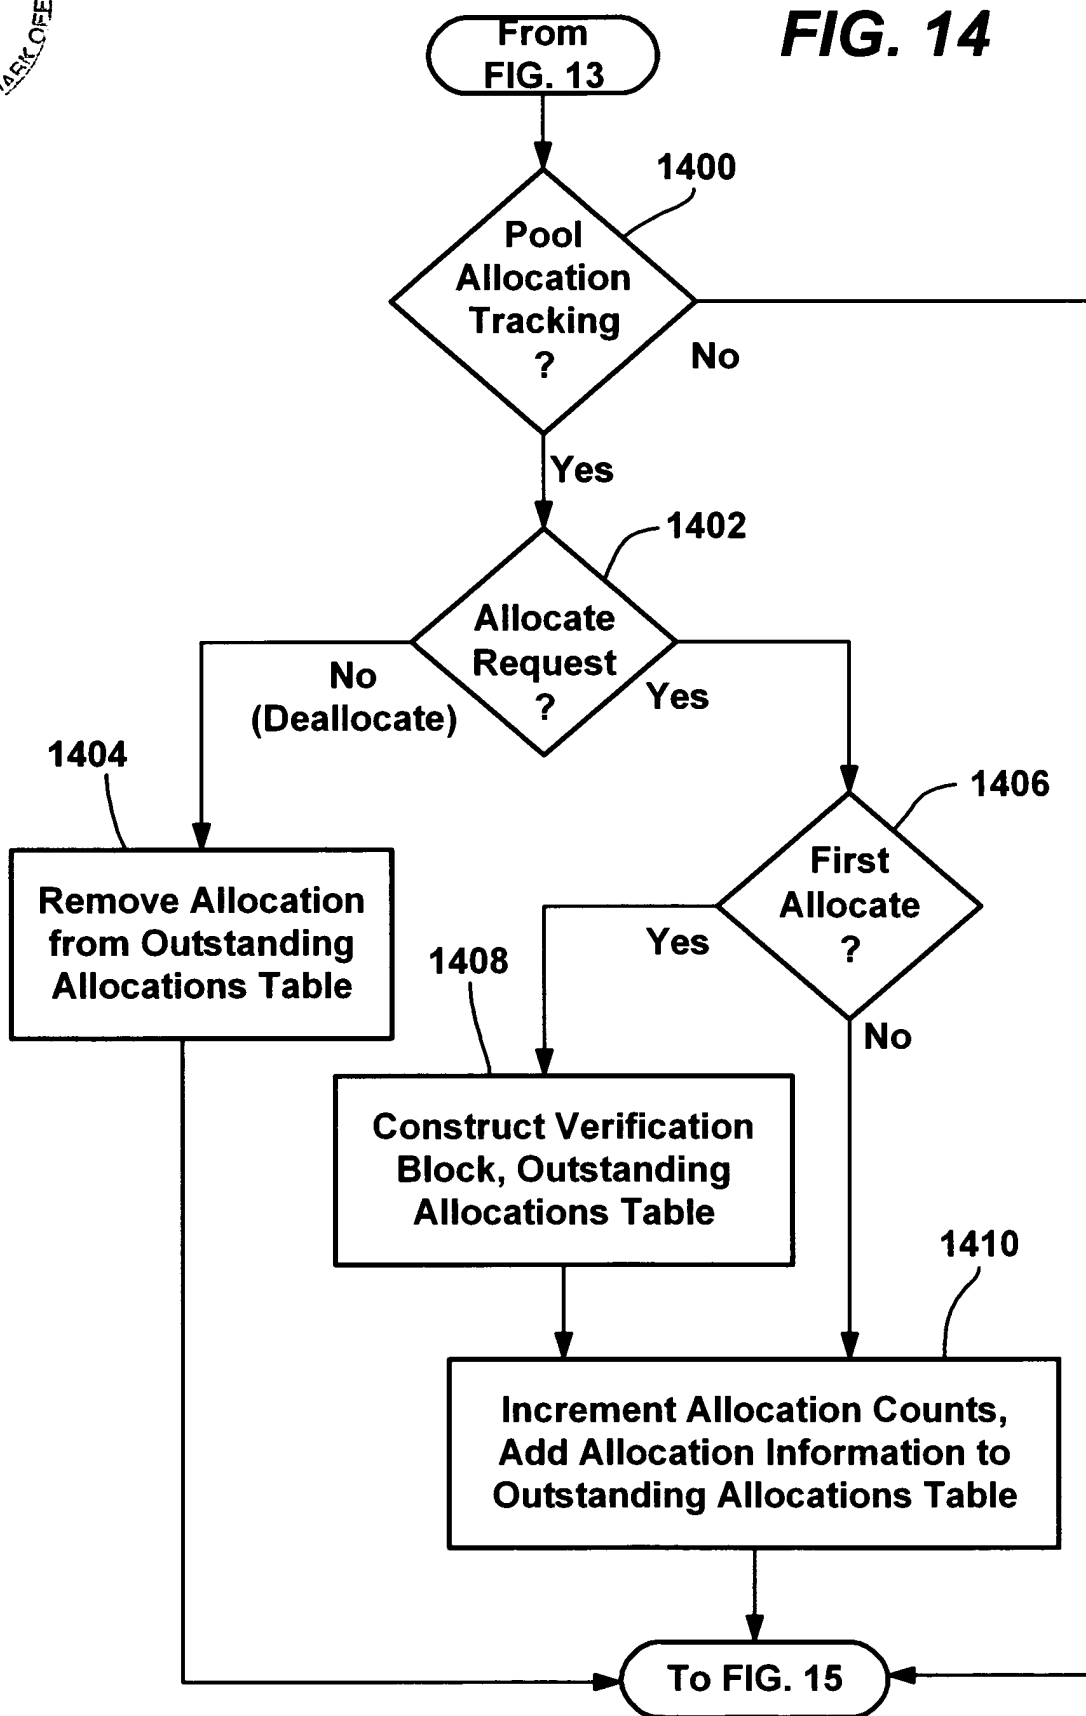 FIG. 14
From
FIG. 13
1400
Pool
Allocation
Tracking
?
No
Yes
1402
Allocate
Request
?
No
(Deallocate)
Yes
1404
1406
First
Allocate
?
Remove Allocation
from Outstanding
Allocations Table
Yes
1408
No
Construct Verification
Block, Outstanding
Allocations Table
1410
Increment Allocation Counts,
Add Allocation Information to
Outstanding Allocations Table
To FIG. 15